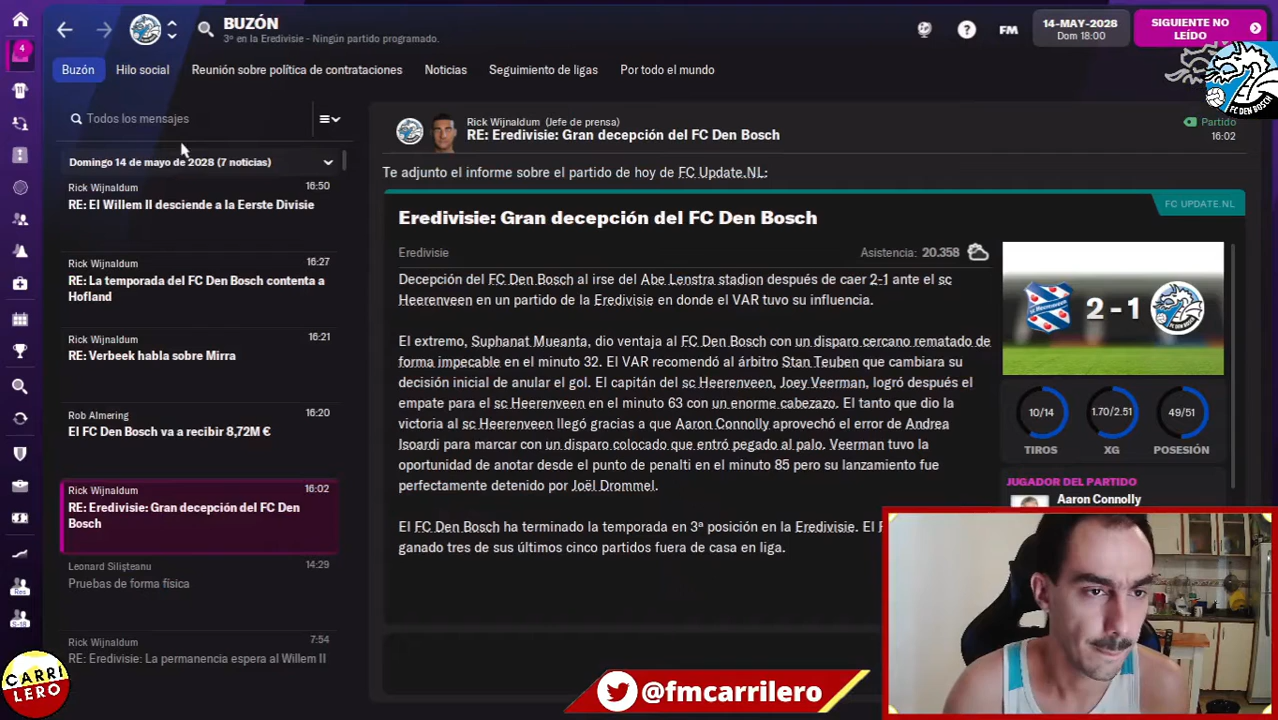 BUZÓN
3ª en la Eredivisie - Ningún partido programado.
FM
14-MAY-2028
Dom 18:00
SIGUIENTE NO
LEÍDO
4
Buzón
Hilo social
Reunión sobre política de contrataciones
Noticias
Seguimiento de ligas
Por todo el mundo
FC DEN BOSCH
Todos los mensajes
Domingo 14 de mayo de 2028 (7 noticias)
Rick Wijnaldum
16:50
RE: El Willem II desciende a la Eerste Divisie
Rick Wijnaldum
16:27
RE: La temporada del FC Den Bosch contenta a
Hofland
Rick Wijnaldum
16:21
RE: Verbeek habla sobre Mirra
Rob Almering
16:20
El FC Den Bosch va a recibir 8,72M €
Rick Wijnaldum
16:02
RE: Eredivisie: Gran decepción del FC Den
Bosch
Leonard Silișteanu
14:29
Pruebas de forma física
Rick Wijnaldum
7:54
RE: Eredivisie: La permanencia espera al Willem II
Rick Wijnaldum (Jefe de prensa)
RE: Eredivisie: Gran decepción del FC Den Bosch
Partido
16:02
Te adjunto el informe sobre el partido de hoy de FC Update.NL:
FC UPDATE.NL
Eredivisie: Gran decepción del FC Den Bosch
Eredivisie
Asistencia: 20.358
Decepción del FC Den Bosch al irse del Abe Lenstra stadion después de caer 2-1 ante el sc
Heerenveen en un partido de la Eredivisie en donde el VAR tuvo su influencia.
El extremo, Suphanat Mueanta, dio ventaja al FC Den Bosch con un disparo cercano rematado de
forma impecable en el minuto 32. El VAR recomendó al árbitro Stan Teuben que cambiara su
decisión inicial de anular el gol. El capitán del sc Heerenveen, Joey Veerman, logró después el
empate para el sc Heerenveen en el minuto 63 con un enorme cabezazo. El tanto que dio la
victoria al sc Heerenveen llegó gracias a que Aaron Connolly aprovechó el error de Andrea
Isoardi para marcar con un disparo colocado que entró pegado al palo. Veerman tuvo la
oportunidad de anotar desde el punto de penalti en el minuto 85 pero su lanzamiento fue
perfectamente detenido por Joël Drommel.
El FC Den Bosch ha terminado la temporada en 3ª posición en la Eredivisie. El
ganado tres de sus últimos cinco partidos fuera de casa en liga.
2 - 1
10/14
1.70/2.51
49/51
TIROS
XG
POSESIÓN
JUGADOR DEL PARTIDO
Aaron Connolly
Res
S-18
CARRI
LERO
@fmcarrilero